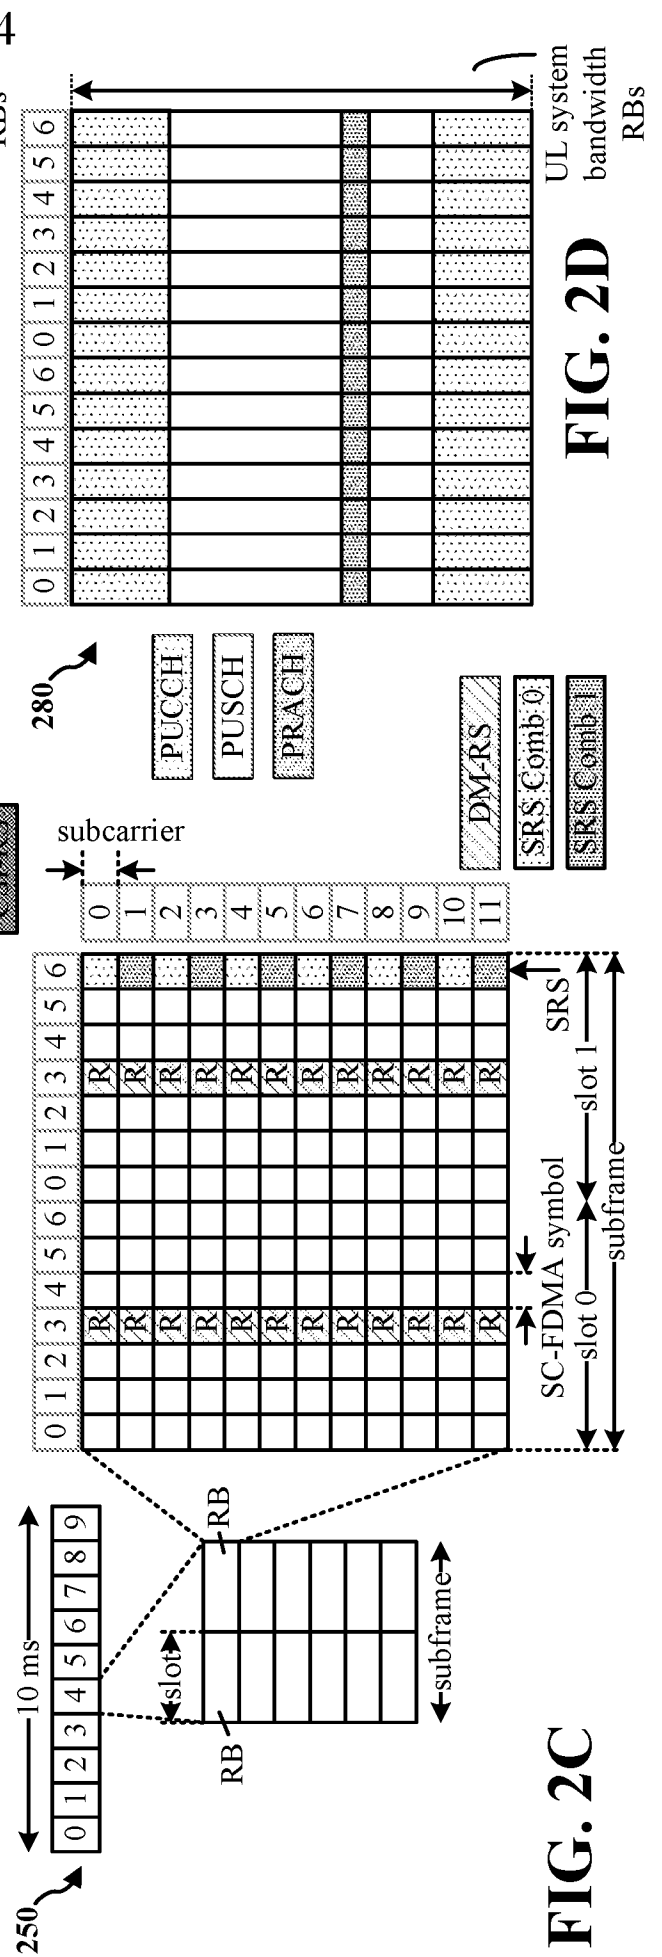 4
RBs
250
10 ms
0 1 2 3 4 5 6 7 8 9
slot
RB
RB
subframe
0 1 2 3 4 5 6 0 1 2 3 4 5 6
R R
R R
R R
R R
R R
R R
R R
R R
R R
R R
R R
R R
subcarrier
0
1
2
3
4
5
6
7
8
9
10
11
SC-FDMA symbol
SRS
slot 0
slot 1
subframe
DM-RS
SRS Comb 0
SRS Comb 1
FIG. 2C
280
0 1 2 3 4 5 6 0 1 2 3 4 5 6
PUCCH
PUSCH
PRACH
UL system
bandwidth
RBs
FIG. 2D